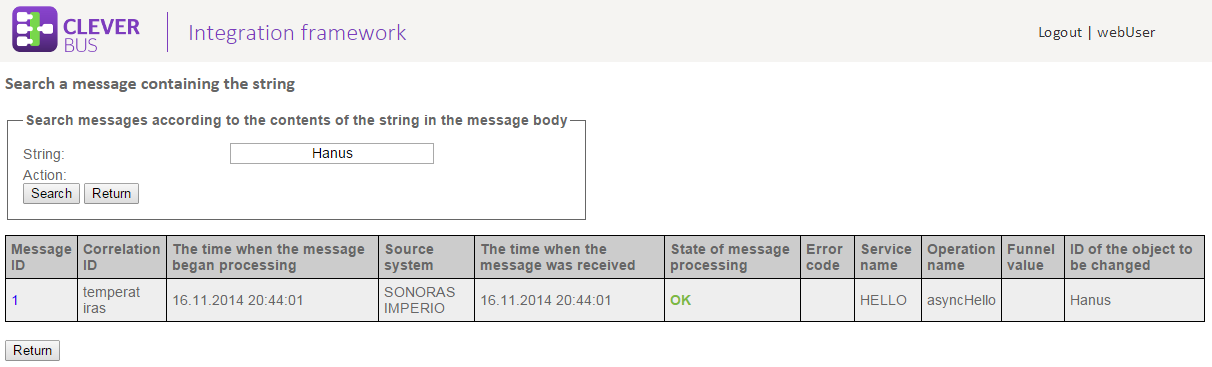 CLEVER
BUS
Integration framework
Logout | webUser
Search a message containing the string
Search messages according to the contents of the string in the message body
String: Hanus
Action:
Search Return
Message ID Correlation ID The time when the message began processing Source system The time when the message was received State of message processing Error code Service name Operation name Funnel value ID of the object to be changed
1 temperat iras 16.11.2014 20:44:01 SONORAS IMPERIO 16.11.2014 20:44:01 OK HELLO asyncHello Hanus
Return